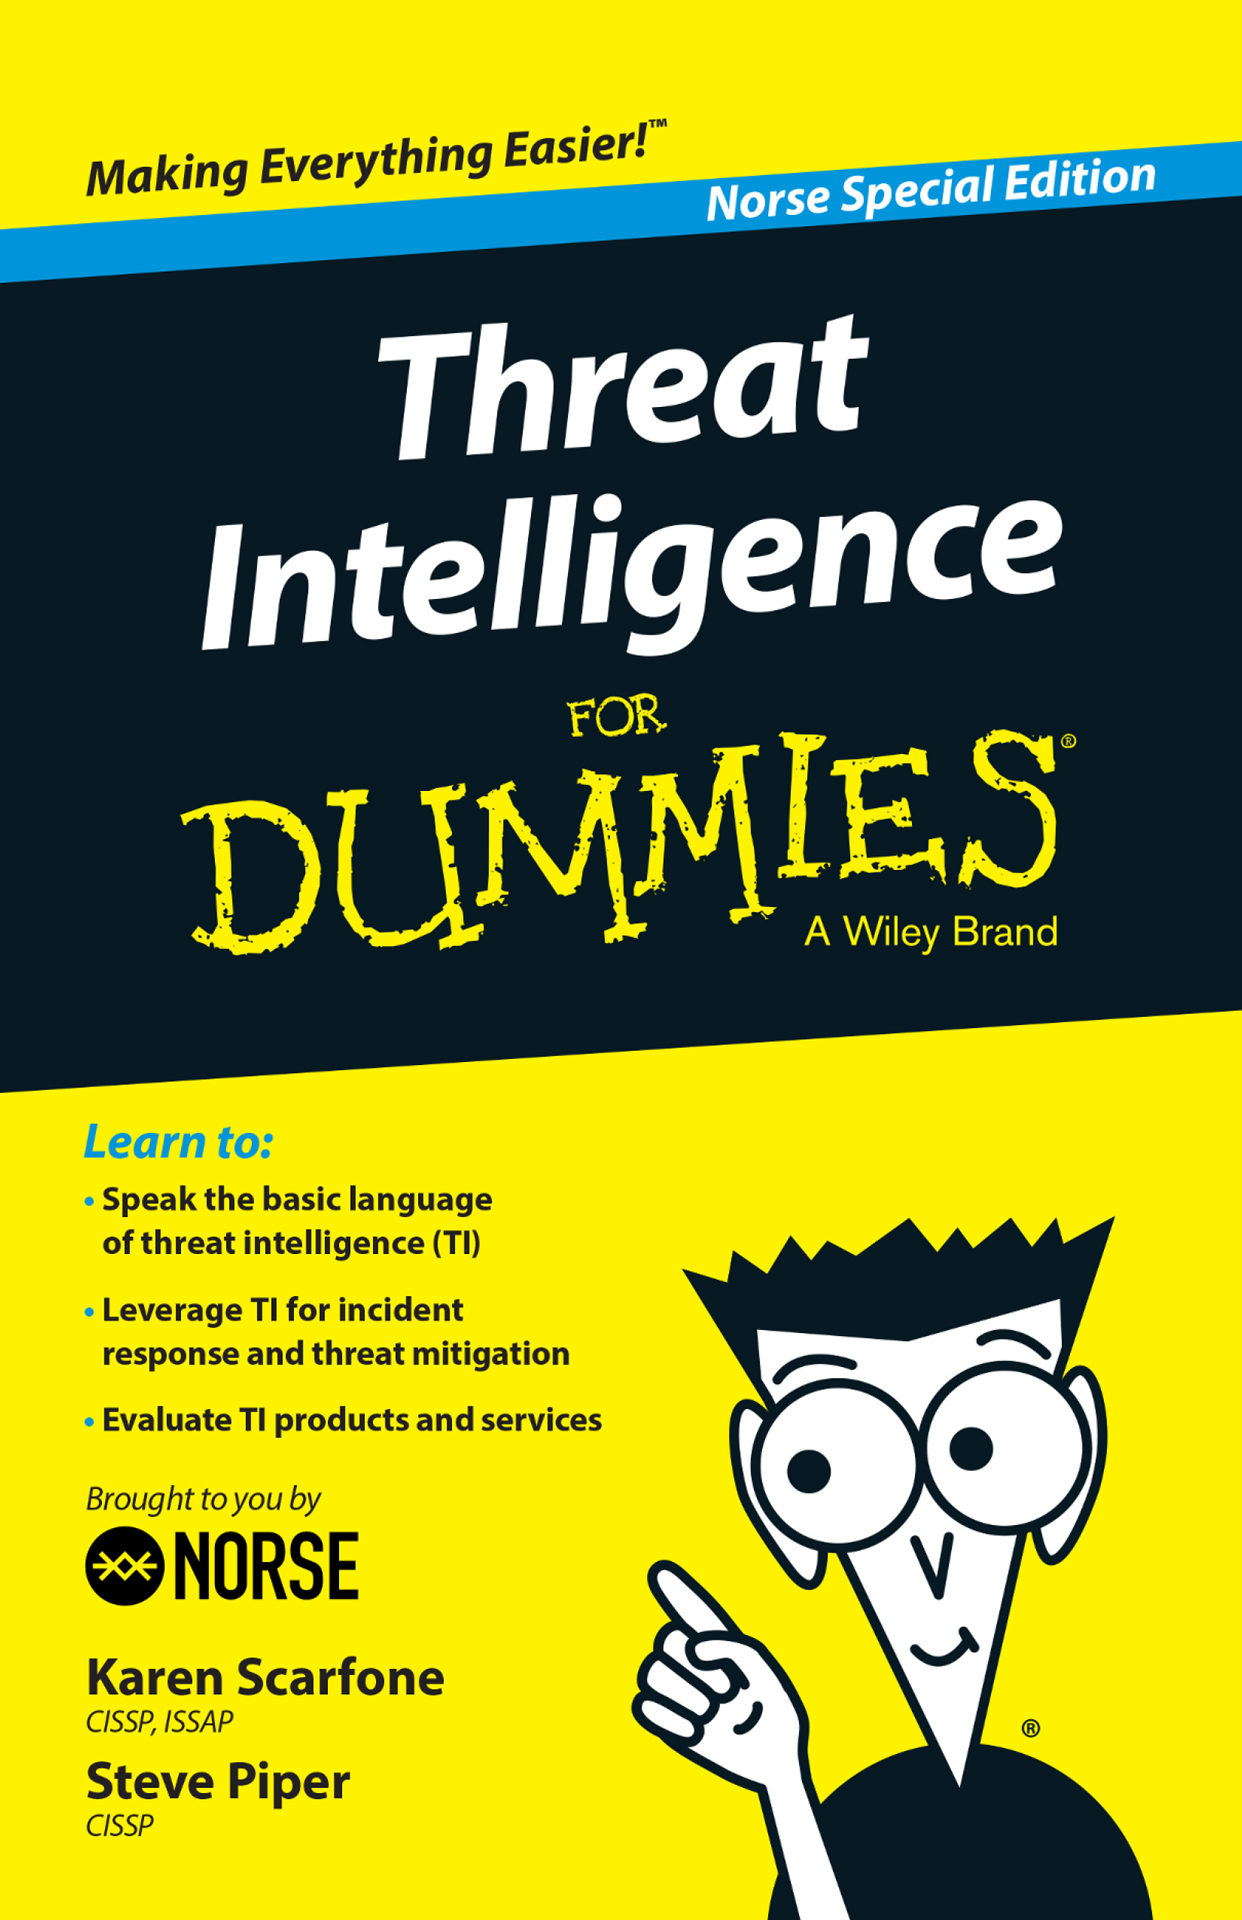 Making Everything Easier!™
Norse Special Edition
Threat
Intelligence
FOR
DUMMIES®
A Wiley Brand
Learn to:
• Speak the basic language
of threat intelligence (TI)
• Leverage TI for incident
response and threat mitigation
• Evaluate TI products and services
Brought to you by
NORSE
Karen Scarfone
CISSP, ISSAP
Steve Piper
CISSP
®